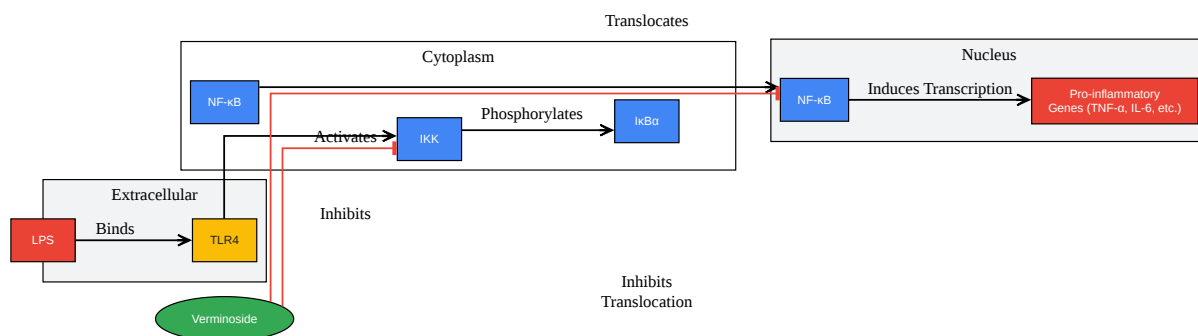 Translocates
Cytoplasm
Nucleus
NF-κB
NF-κB
Induces Transcription
Pro-inflammatory
Genes (TNF-α, IL-6, etc.)
Activates
IKK
Phosphorylates
IκBα
Extracellular
LPS
Binds
TLR4
Inhibits
Inhibits
Translocation
Verminoside